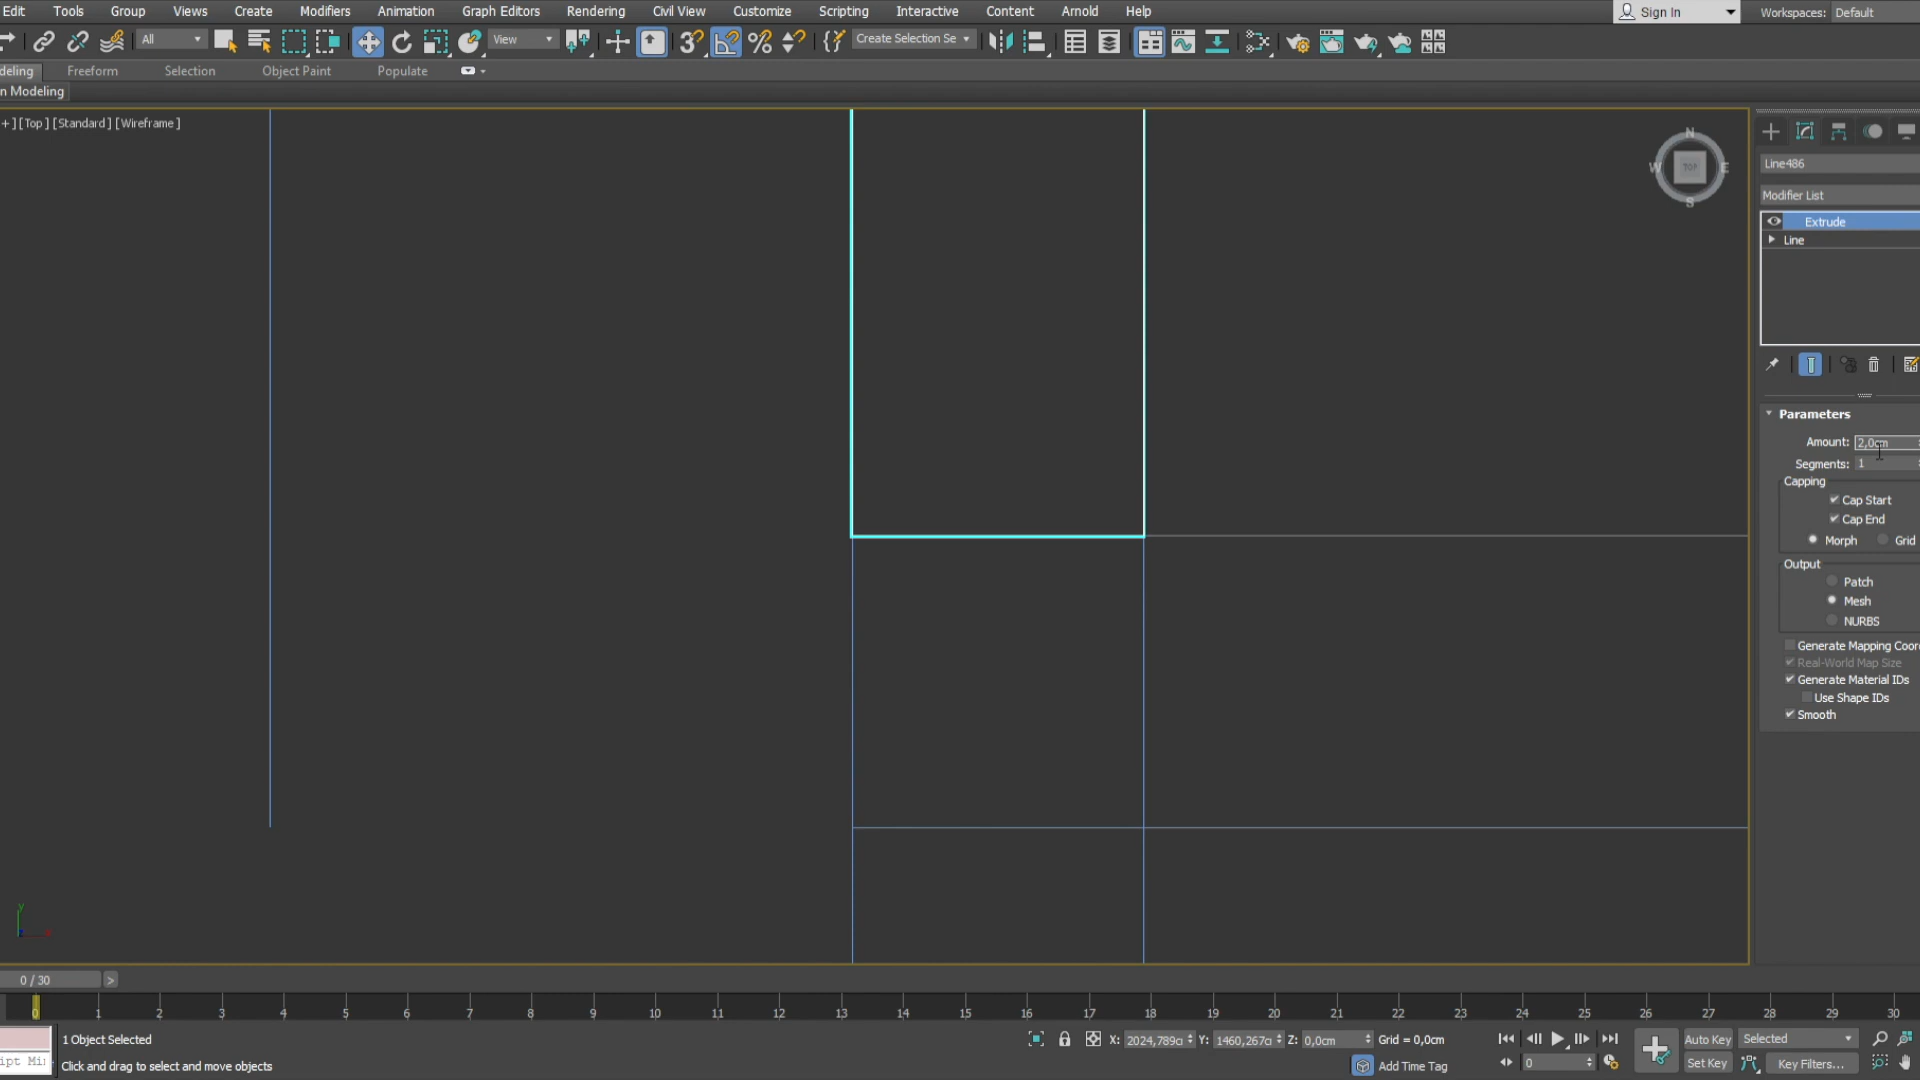 Edit Tools Group Views Create Modifiers Animation Graph Editors Rendering Civil View Customize Scripting Interactive Content Arnold Help Sign In Workspaces: Default
All View Create Selection Se
deling Freeform Selection Object Paint Populate
n Modeling
+ ] [Top ] [Standard ] [Wireframe ]
N
W TOP E
S
Line486
Modifier List
Extrude
Line
Parameters
Amount: 2,0cm
Segments: 1
Capping
Cap Start
Cap End
Morph Grid
Output
Patch
Mesh
NURBS
Generate Mapping Coor
Real-World Map Size
Generate Material IDs
Use Shape IDs
Smooth
y
0 / 30 >
0 1 2 3 4 5 6 7 8 9 10 11 12 13 14 15 16 17 18 19 20 21 22 23 24 25 26 27 28 29 30
1 Object Selected X: 2024,789c Y: 1460,267c Z: 0,0cm Grid = 0,0cm Auto Key Selected
ipt Mi Click and drag to select and move objects Add Time Tag 0 Set Key Key Filters...